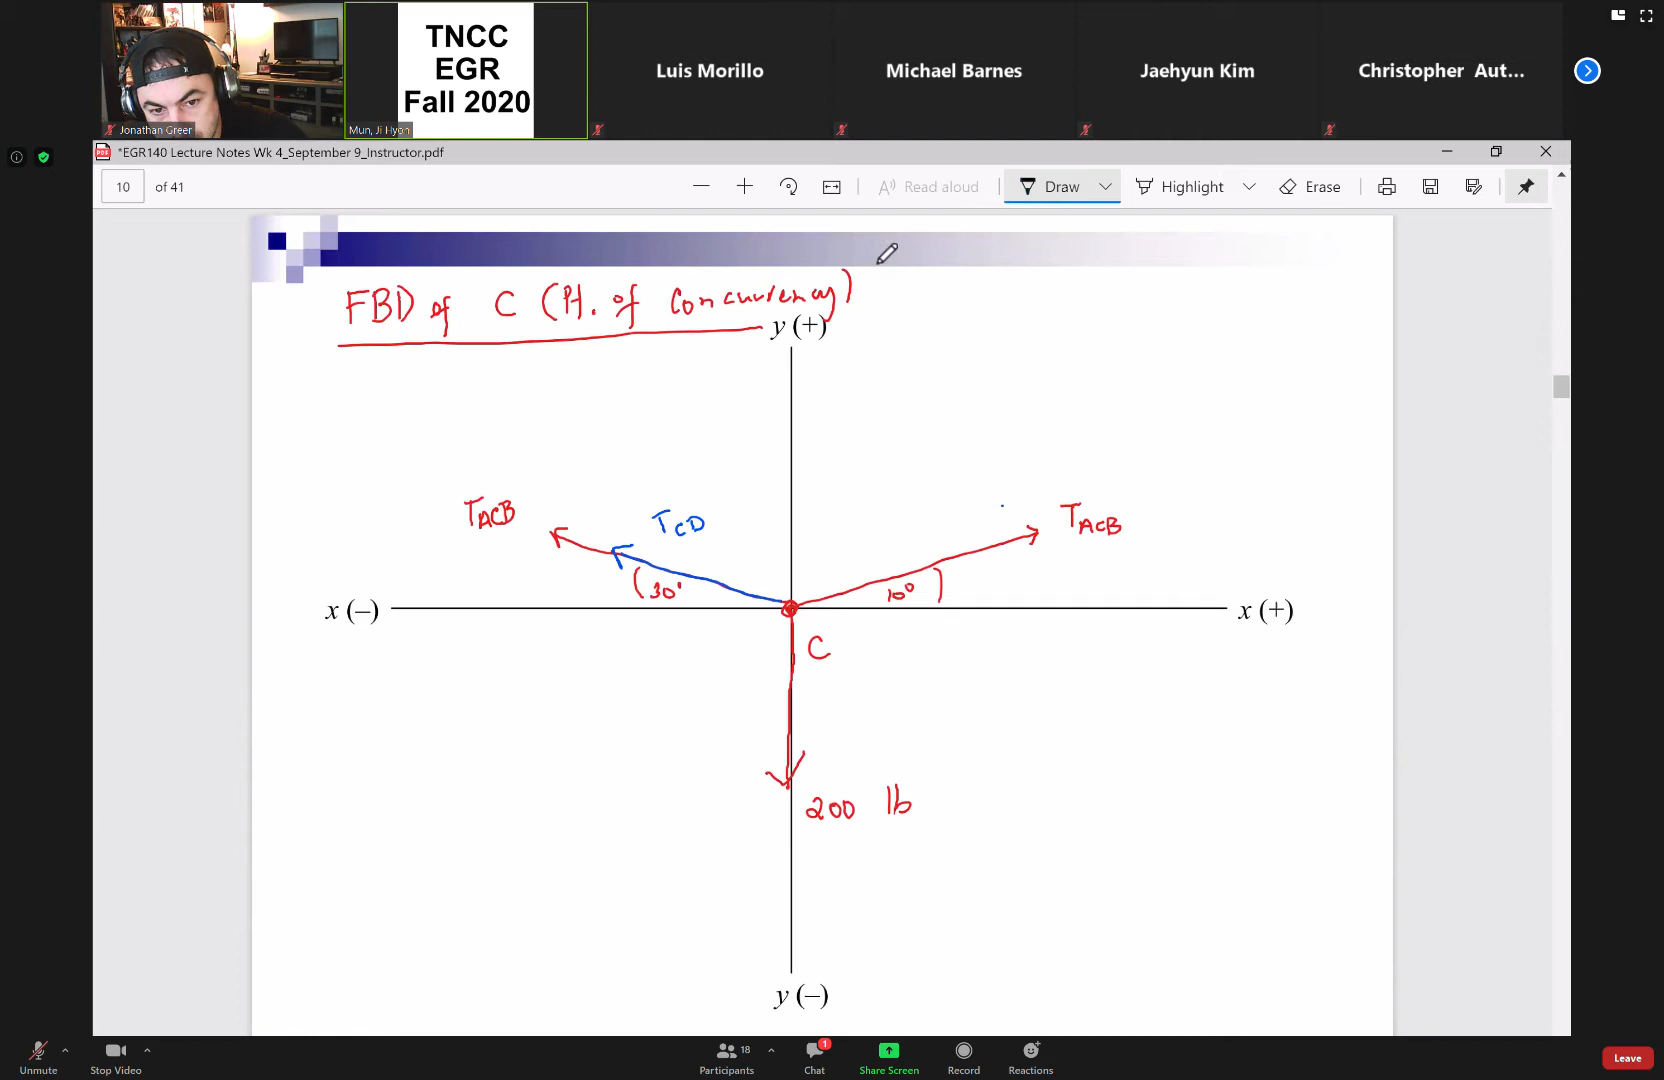 TNCC
EGR
Fall 2020
Luis Morillo
Michael Barnes
Jaehyun Kim
Christopher Aut...
Jonathan Greer
Mun, Ji Hyon
*EGR140 Lecture Notes Wk 4_September 9_Instructor.pdf
10 of 41
Read aloud
Draw
Highlight
Erase
FBD of C (Pt. of Concurrency)
y (+)
TACB
TCD
TACB
30°
10°
x (–)
x (+)
C
200 lb
y (–)
18
1
Unmute
Stop Video
Participants
Chat
Share Screen
Record
Reactions
Leave